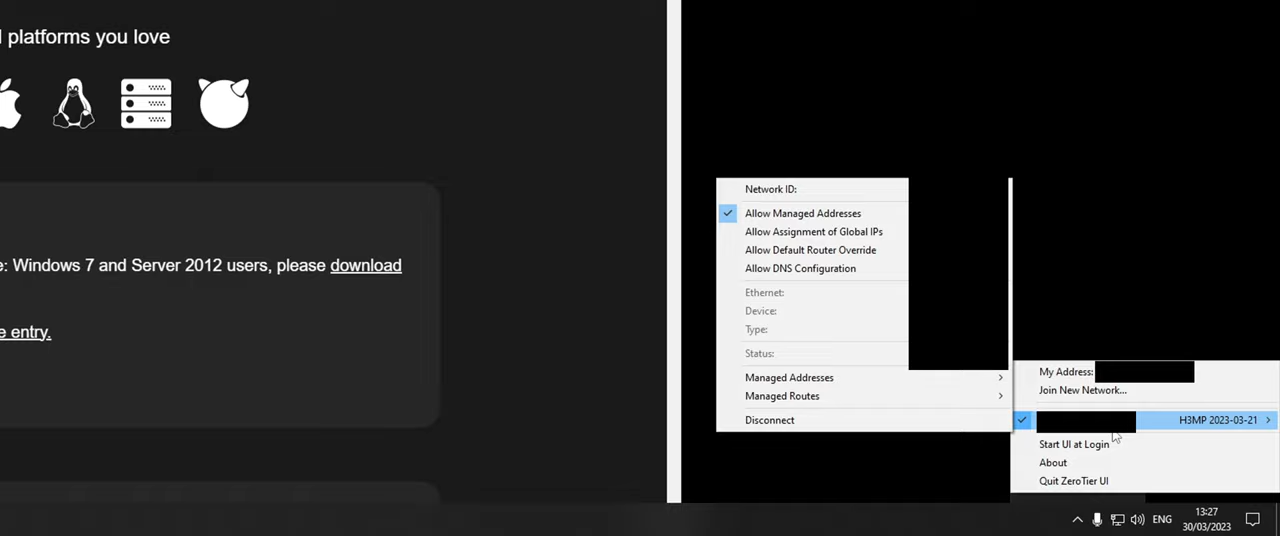 platforms you love
: Windows 7 and Server 2012 users, please download
e entry.
Network ID:
Allow Managed Addresses
Allow Assignment of Global IPs
Allow Default Router Override
Allow DNS Configuration
Ethernet:
Device:
Type:
Status:
Managed Addresses
Managed Routes
Disconnect
My Address:
Join New Network...
H3MP 2023-03-21
Start UI at Login
About
Quit ZeroTier UI
ENG
13:27
30/03/2023